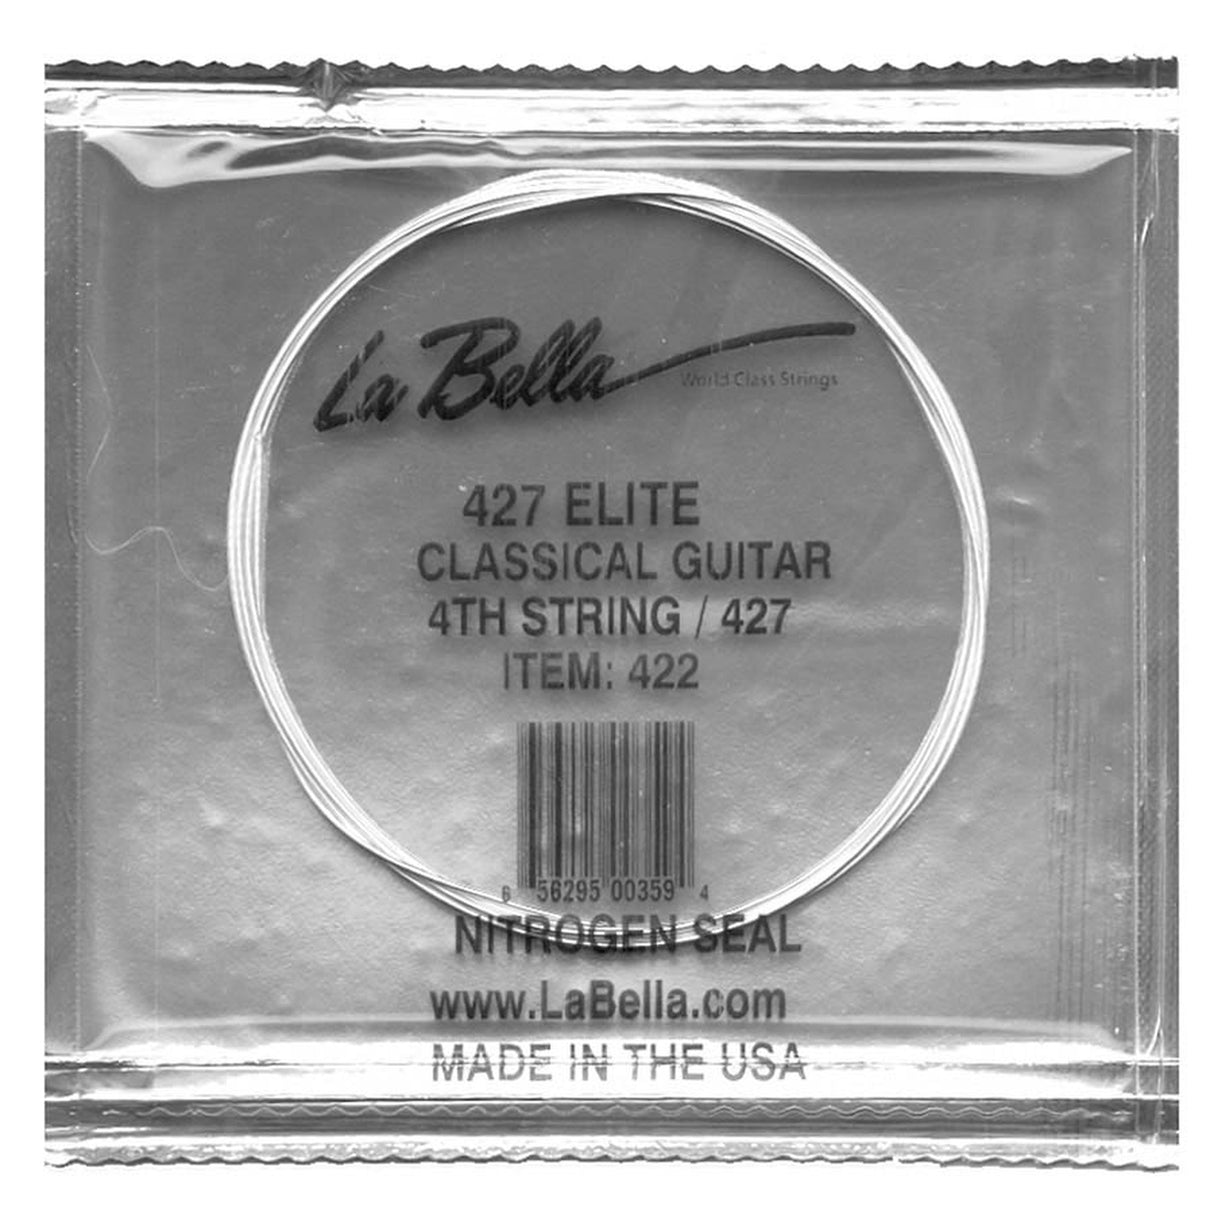 La Bella
World Class Strings
427 ELITE
CLASSICAL GUITAR
4TH STRING / 427
ITEM: 422
6 56295 00359 4
NITROGEN SEAL
www.LaBella.com
MADE IN THE USA